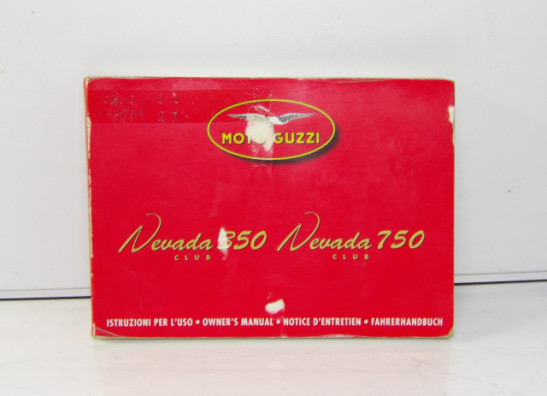 MOTO GUZZI
Nevada 350 Nevada 750
CLUB CLUB
ISTRUZIONI PER L'USO • OWNER'S MANUAL • NOTICE D'ENTRETIEN • FAHRERHANDBUCH